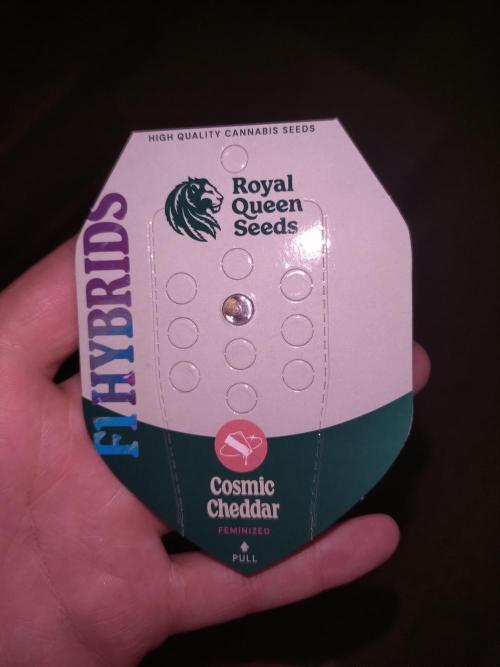 HIGH QUALITY CANNABIS SEEDS
Royal
Queen
Seeds
F1 HYBRIDS
Cosmic
Cheddar
FEMINIZED
PULL